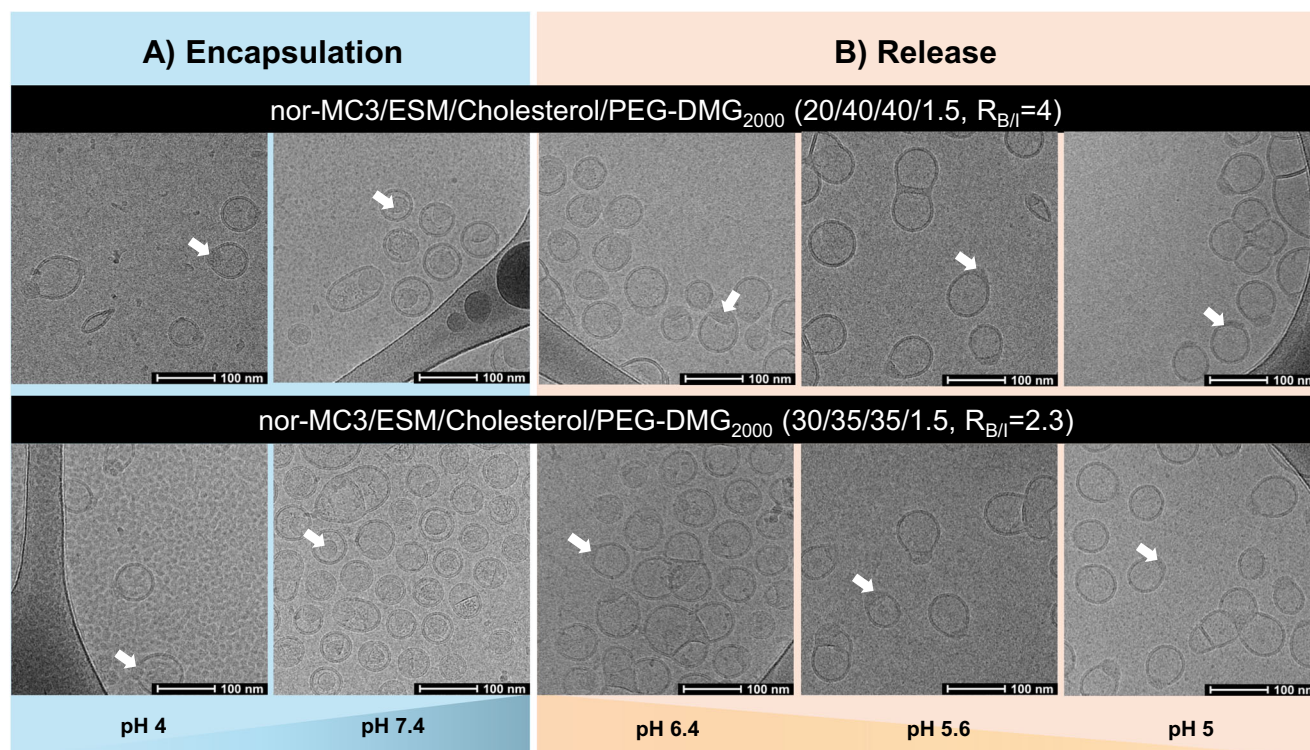 A) Encapsulation
B) Release
nor-MC3/ESM/Cholesterol/PEG-DMG₂₀₀₀ (20/40/40/1.5, R_B/I=4)
100 nm
100 nm
100 nm
100 nm
100 nm
nor-MC3/ESM/Cholesterol/PEG-DMG₂₀₀₀ (30/35/35/1.5, R_B/I=2.3)
100 nm
100 nm
100 nm
100 nm
100 nm
pH 4
pH 7.4
pH 6.4
pH 5.6
pH 5